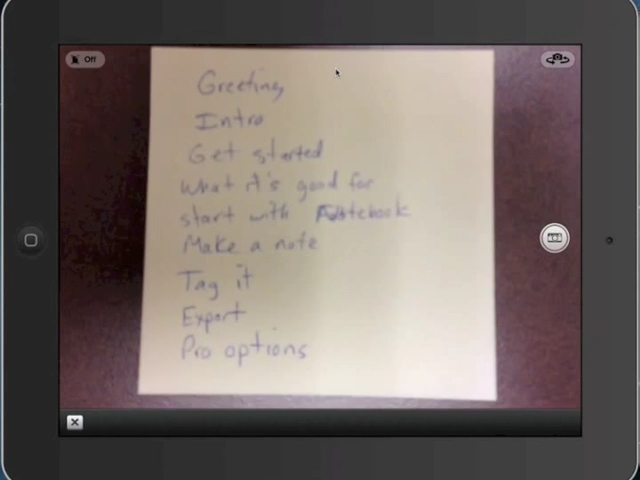 Off
Greeting
Intro
Get started
What it's good for
start with Notebook
Make a note
Tag it
Export
Pro options